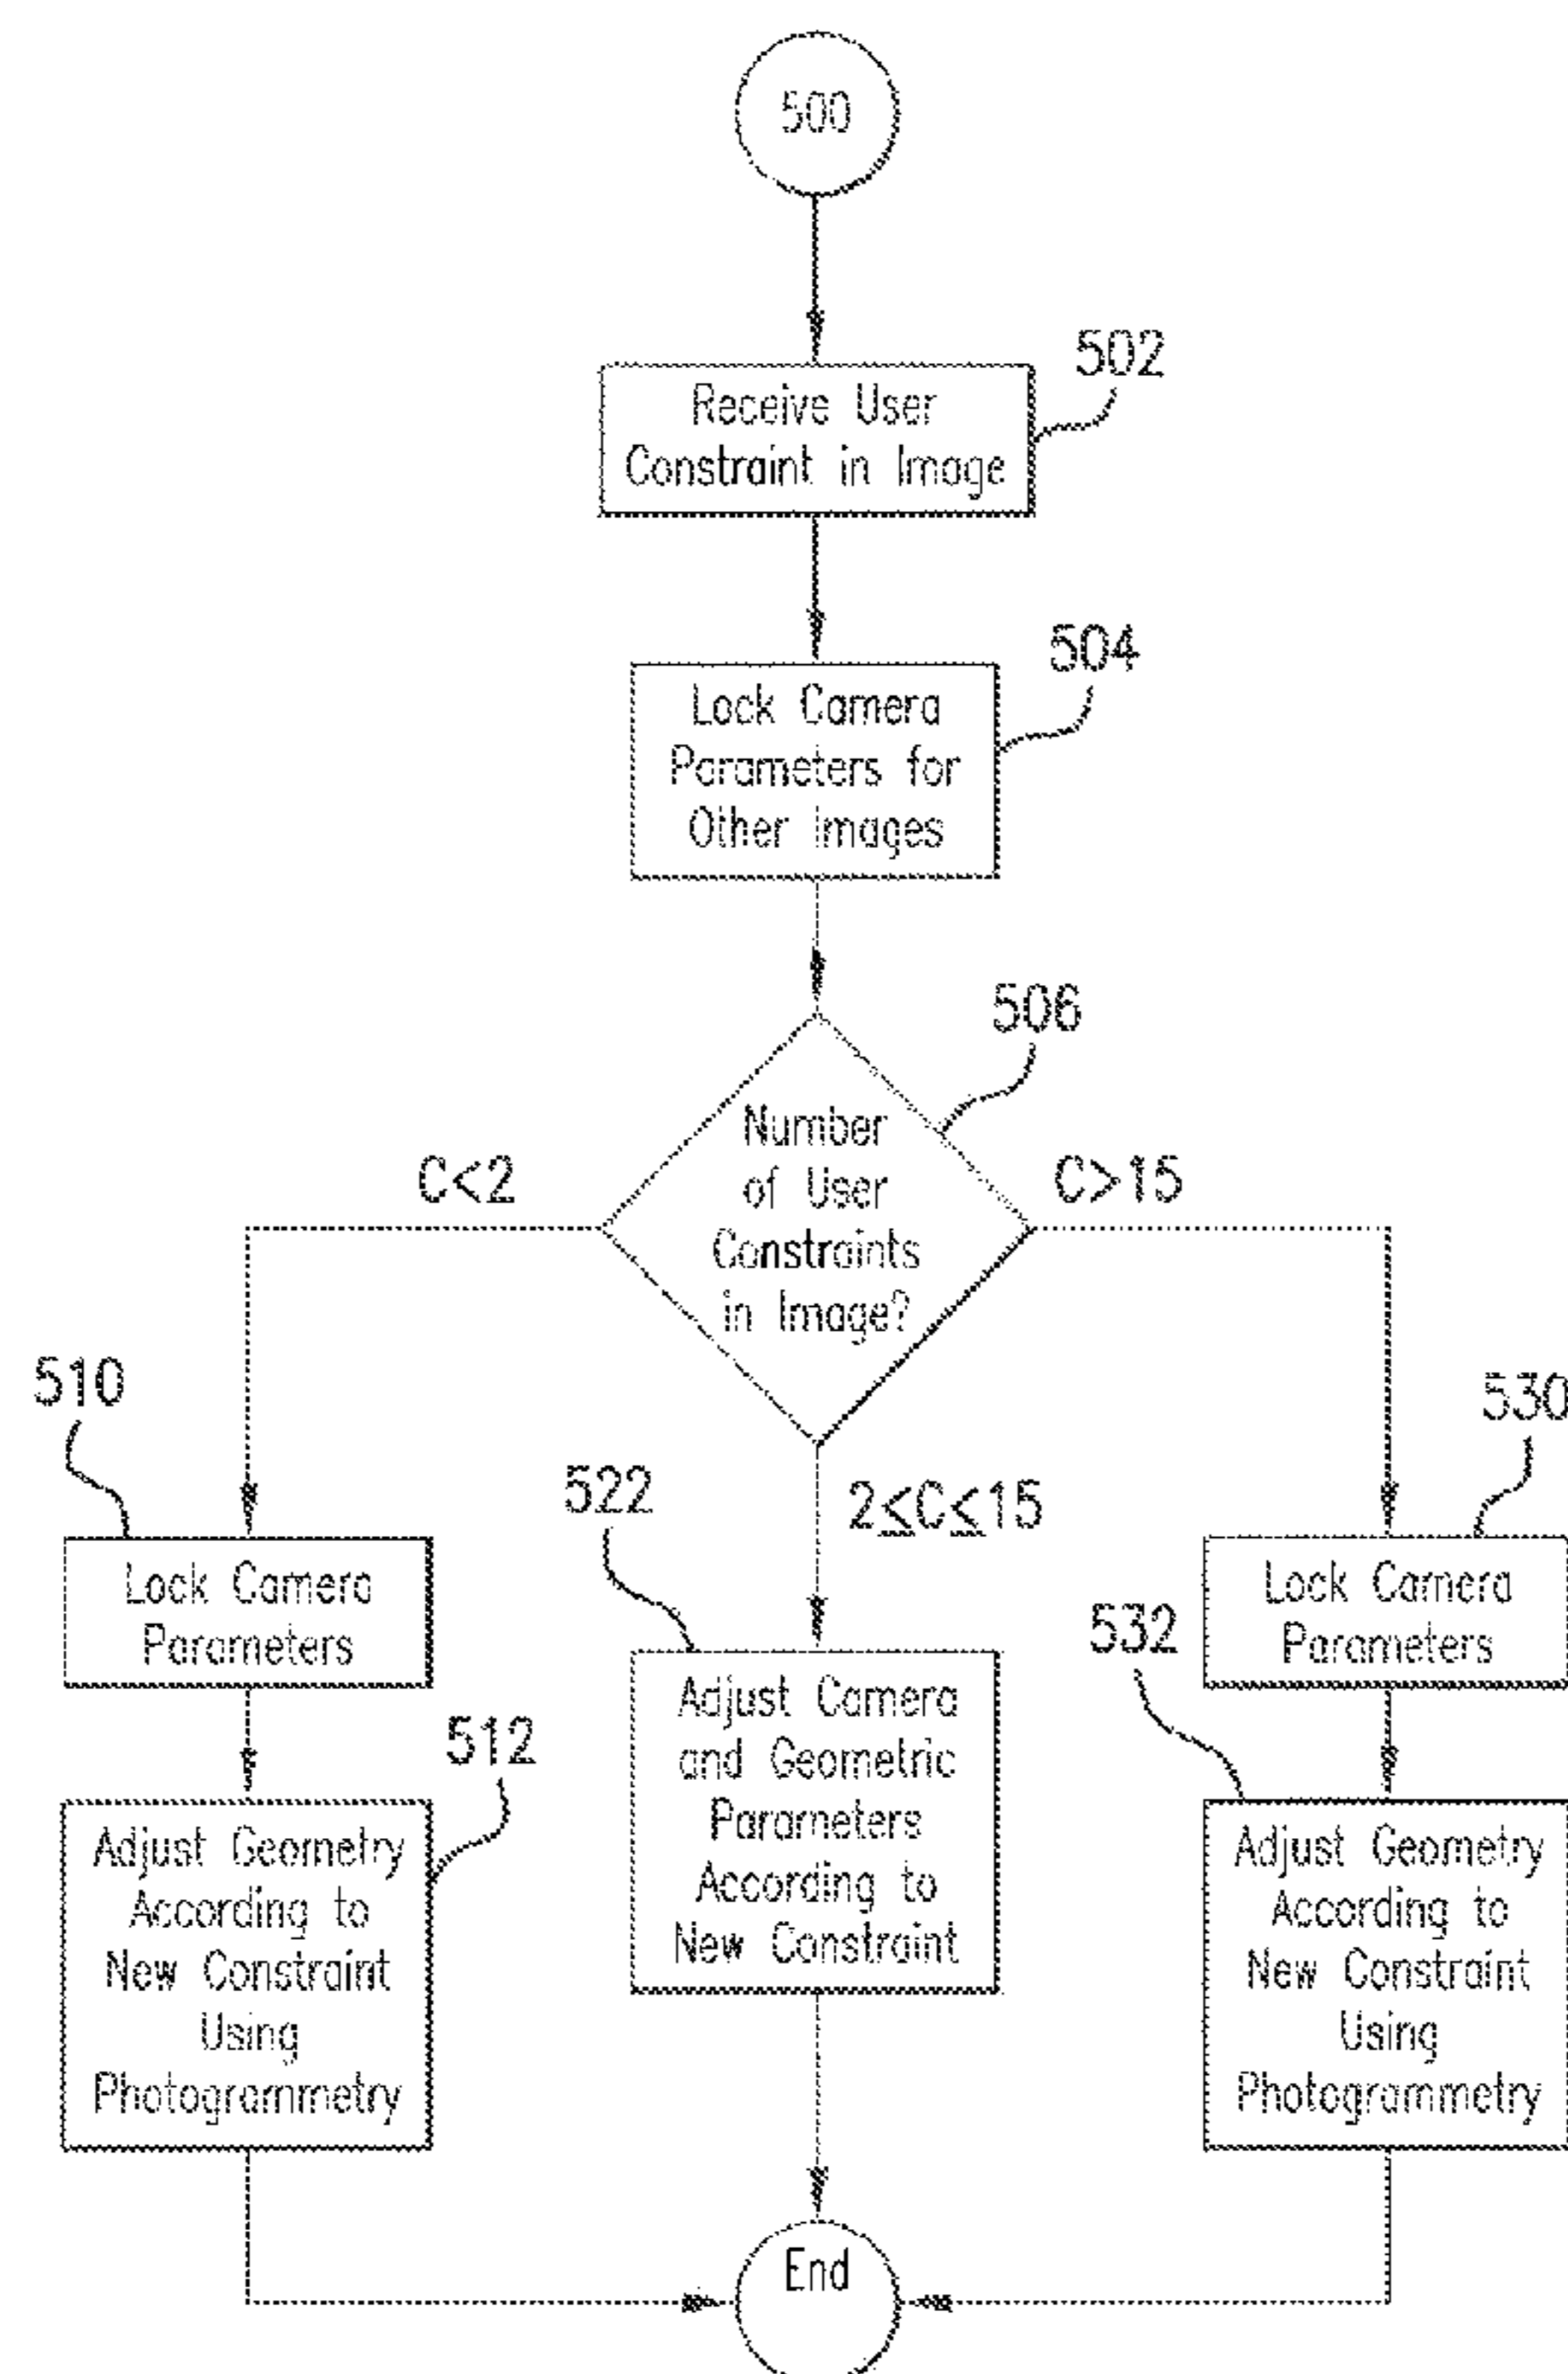 500
502
Receive User
Constraint in Image
504
Lock Camera
Parameters for
Other Images
506
Number
of User
Constraints
in Image?
C<2
C>15
2≤C≤15
510
Lock Camera
Parameters
512
Adjust Geometry
According to
New Constraint
Using
Photogrammetry
522
Adjust Camera
and Geometric
Parameters
According to
New Constraint
530
Lock Camera
Parameters
532
Adjust Geometry
According to
New Constraint
Using
Photogrammetry
End